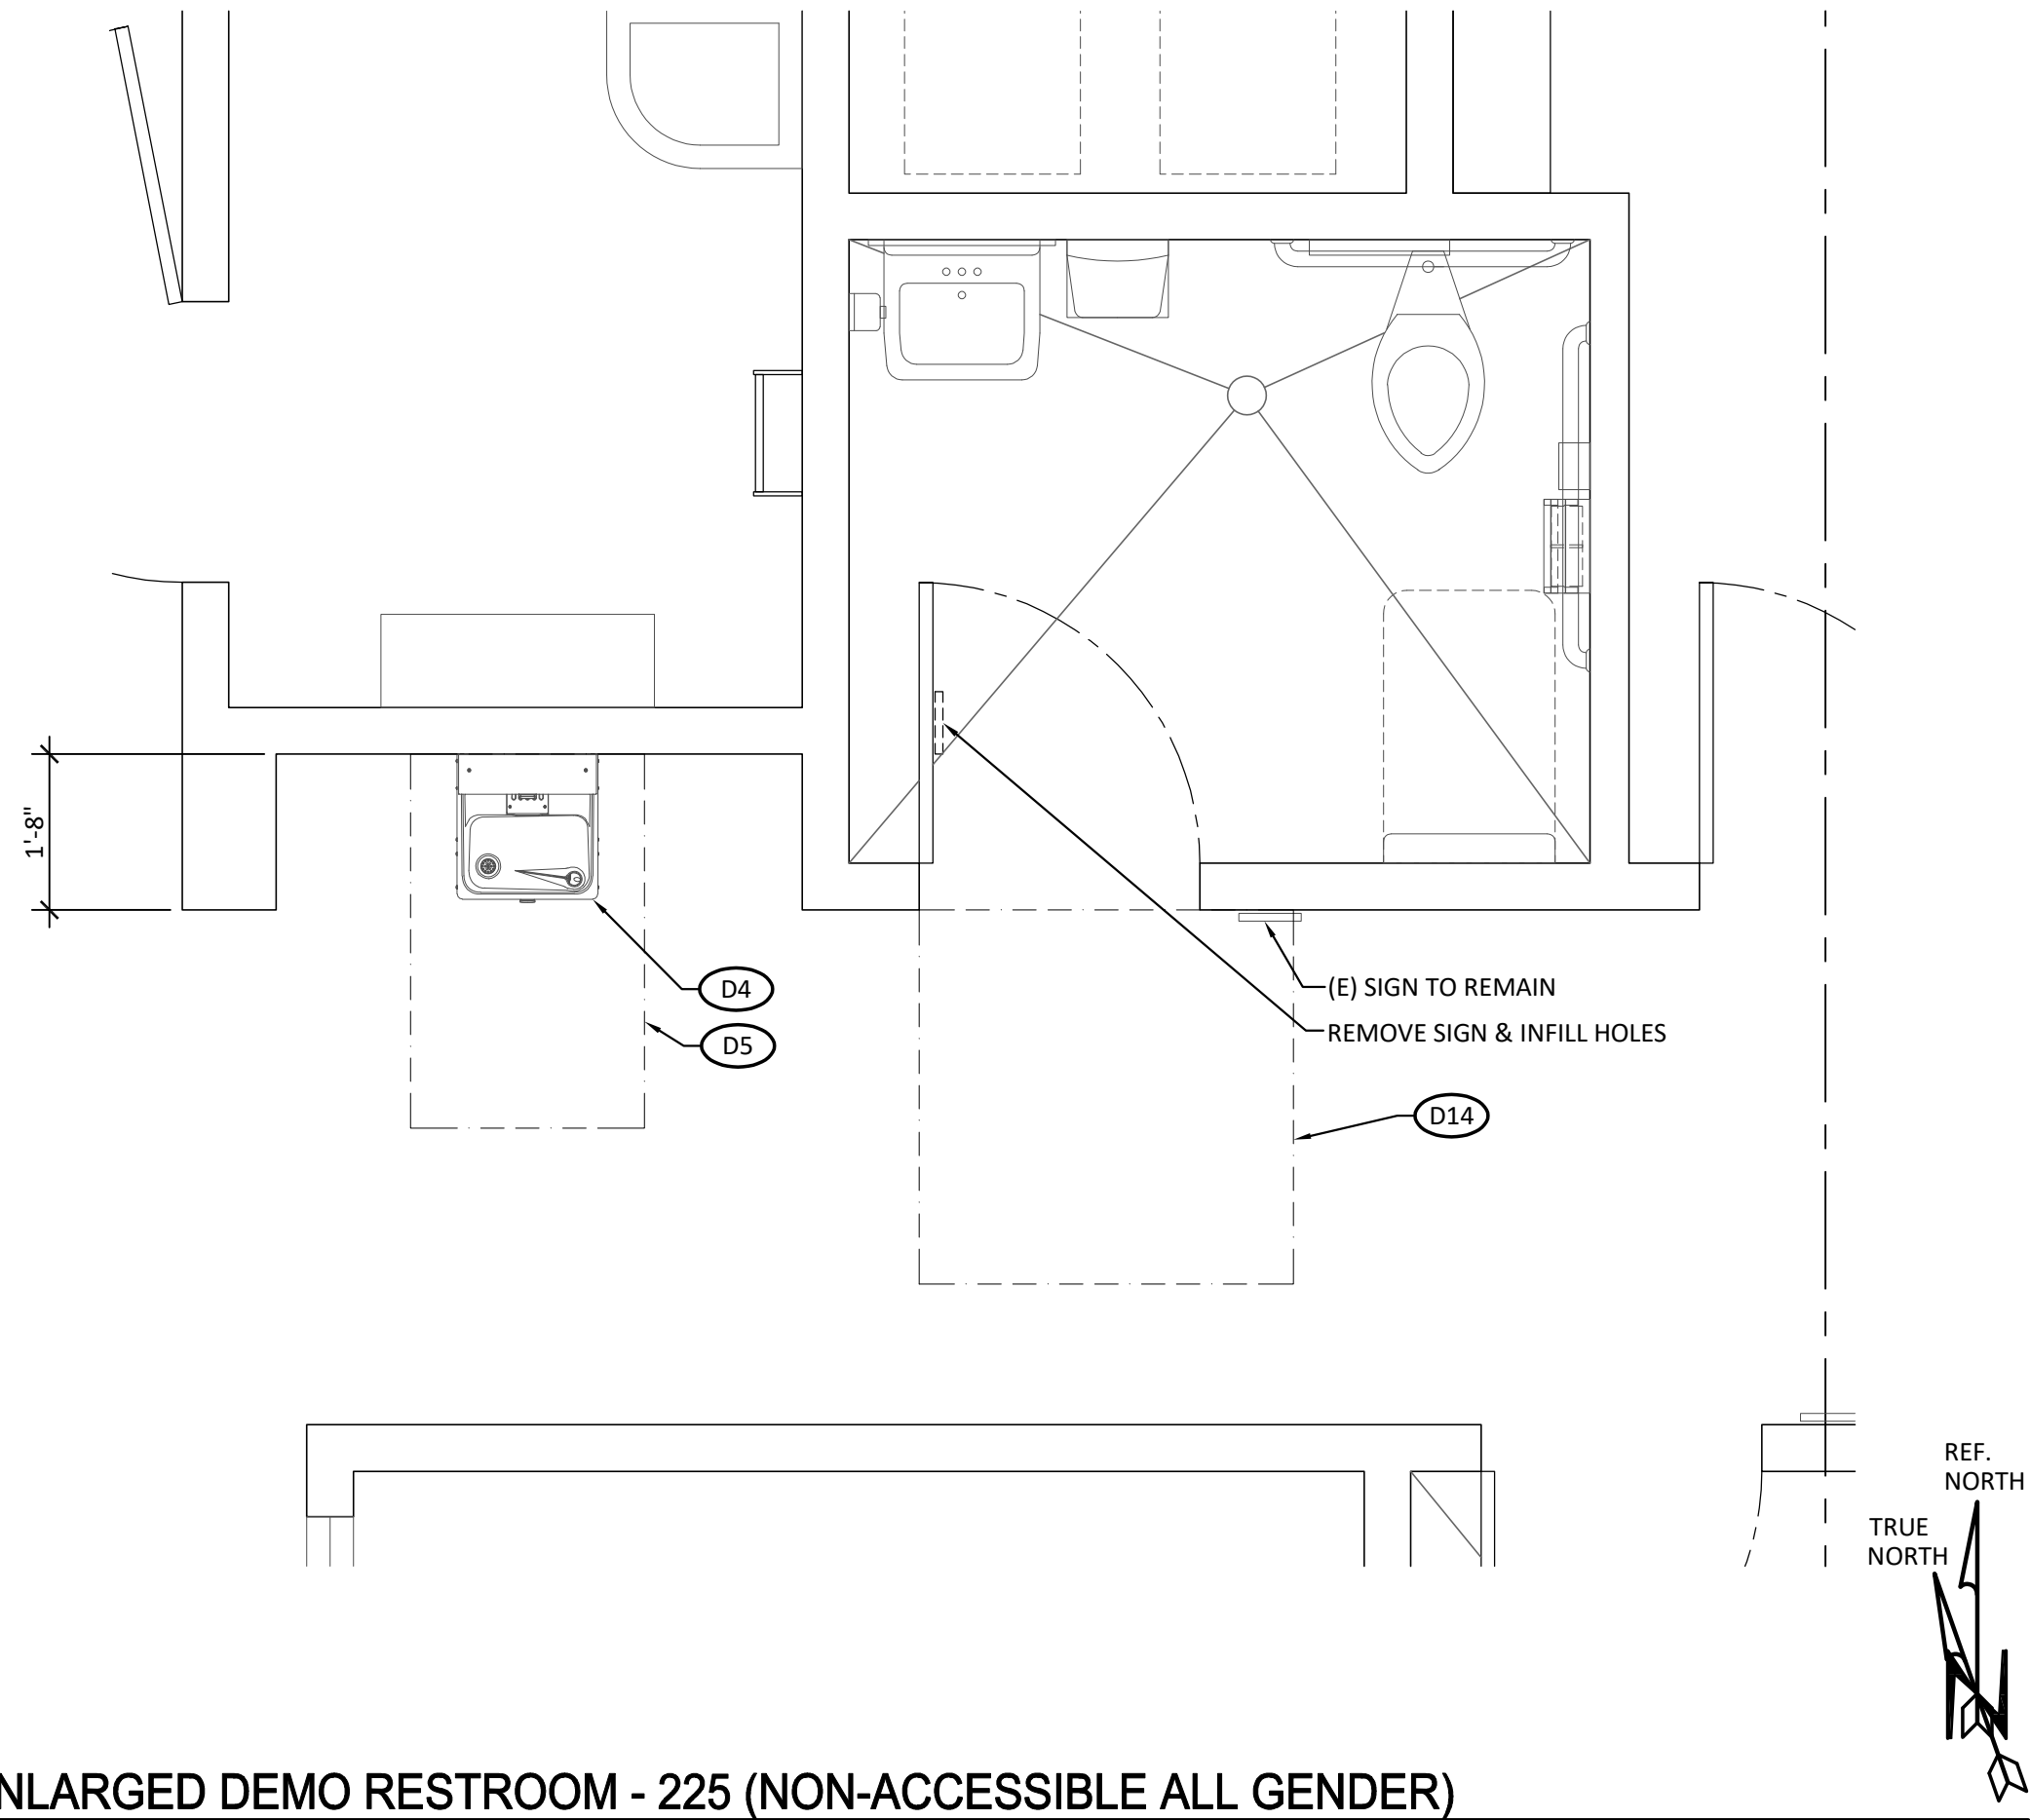 1'-8"
D4
D5
(E) SIGN TO REMAIN
REMOVE SIGN & INFILL HOLES
D14
REF.
NORTH
TRUE
NORTH
N
NLARGED DEMO RESTROOM - 225 (NON-ACCESSIBLE ALL GENDER)